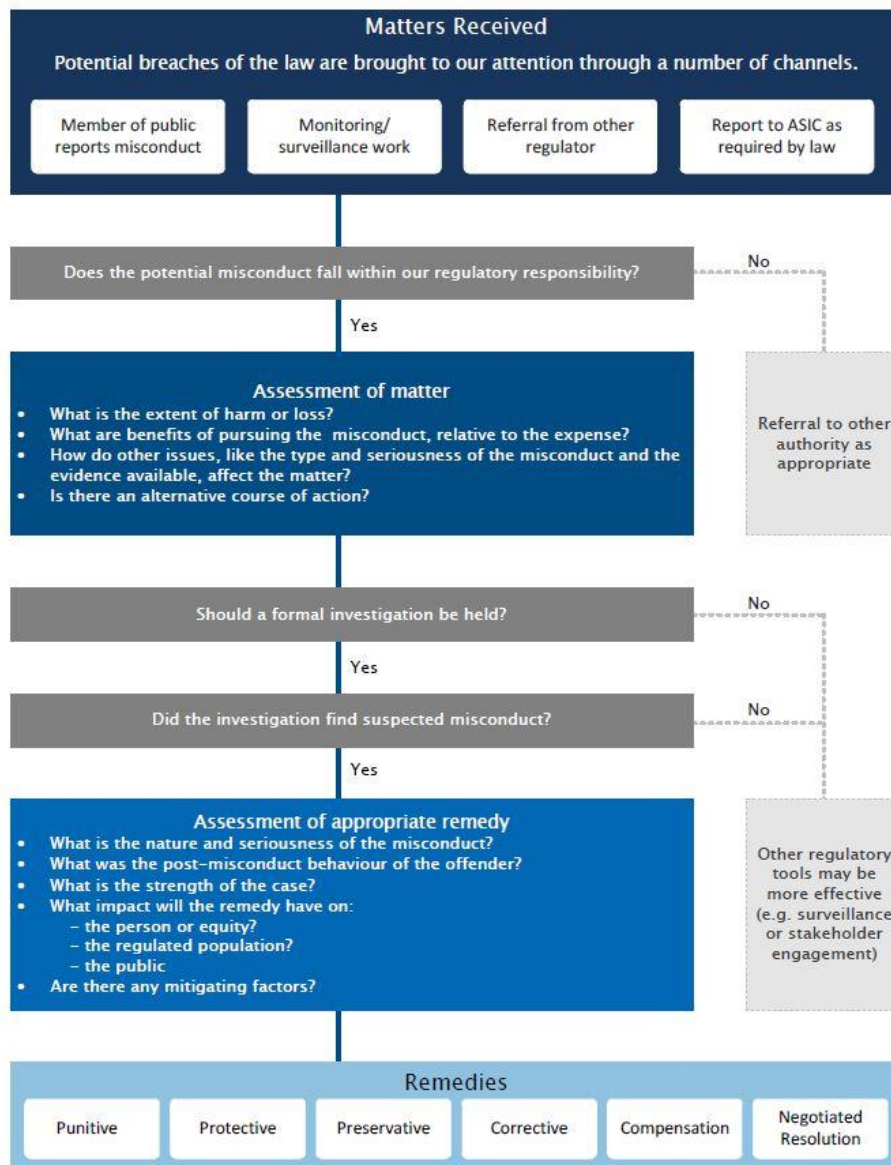 Matters Received
Potential breaches of the law are brought to our attention through a number of channels.
Member of public
reports misconduct
Monitoring/
surveillance work
Referral from other
regulator
Report to ASIC as
required by law
Does the potential misconduct fall within our regulatory responsibility?
No
Yes
Assessment of matter
• What is the extent of harm or loss?
• What are benefits of pursuing the misconduct, relative to the expense?
• How do other issues, like the type and seriousness of the misconduct and the
evidence available, affect the matter?
• Is there an alternative course of action?
Referral to other
authority as
appropriate
Should a formal investigation be held?
No
Yes
Did the investigation find suspected misconduct?
No
Yes
Assessment of appropriate remedy
• What is the nature and seriousness of the misconduct?
• What was the post-misconduct behaviour of the offender?
• What is the strength of the case?
• What impact will the remedy have on:
– the person or equity?
– the regulated population?
– the public
• Are there any mitigating factors?
Other regulatory
tools may be
more effective
(e.g. surveillance
or stakeholder
engagement)
Remedies
Punitive
Protective
Preservative
Corrective
Compensation
Negotiated
Resolution